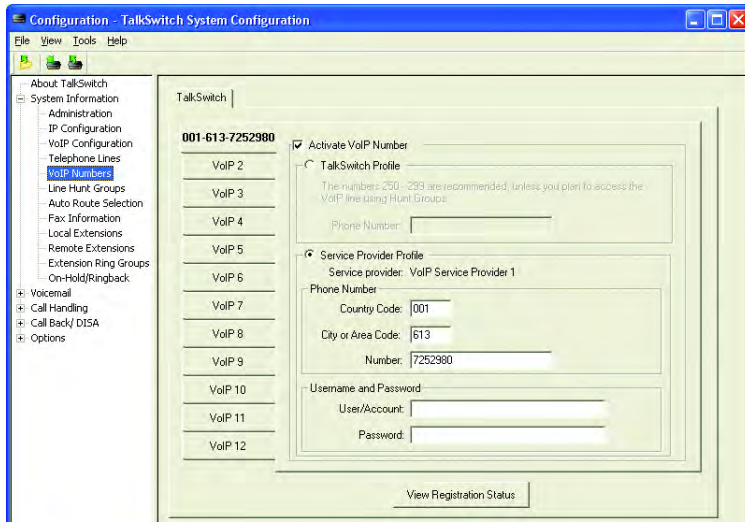 Configuration - TalkSwitch System Configuration
File View Tools Help
About TalkSwitch
System Information
Administration
IP Configuration
VoIP Configuration
Telephone Lines
VoIP Numbers
Line Hunt Groups
Auto Route Selection
Fax Information
Local Extensions
Remote Extensions
Extension Ring Groups
On-Hold/Ringback
Voicemail
Call Handling
Call Back/ DISA
Options
TalkSwitch
001-613-7252980
VoIP 2
VoIP 3
VoIP 4
VoIP 5
VoIP 6
VoIP 7
VoIP 8
VoIP 9
VoIP 10
VoIP 11
VoIP 12
Activate VoIP Number
TalkSwitch Profile
The numbers 250 - 299 are recommended, unless you plan to access the
VoIP line using Hunt Groups.
Phone Number:
Service Provider Profile
Service provider: VoIP Service Provider 1
Phone Number
Country Code: 001
City or Area Code: 613
Number: 7252980
Username and Password
User/Account:
Password:
View Registration Status